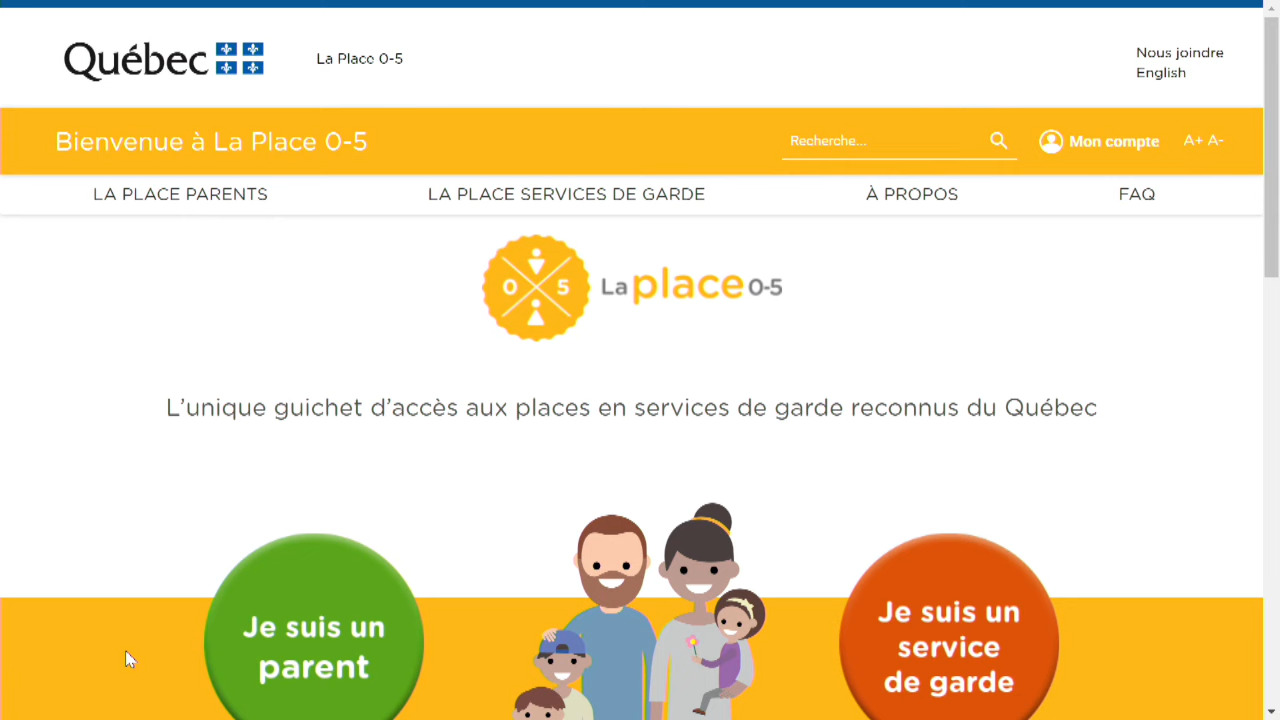 Québec
La Place 0-5
Nous joindre
English
Bienvenue à La Place 0-5
Recherche...
Mon compte
A+ A-
LA PLACE PARENTS
LA PLACE SERVICES DE GARDE
À PROPOS
FAQ
0 5
La place 0-5
L'unique guichet d'accès aux places en services de garde reconnus du Québec
Je suis un
parent
Je suis un
service
de garde